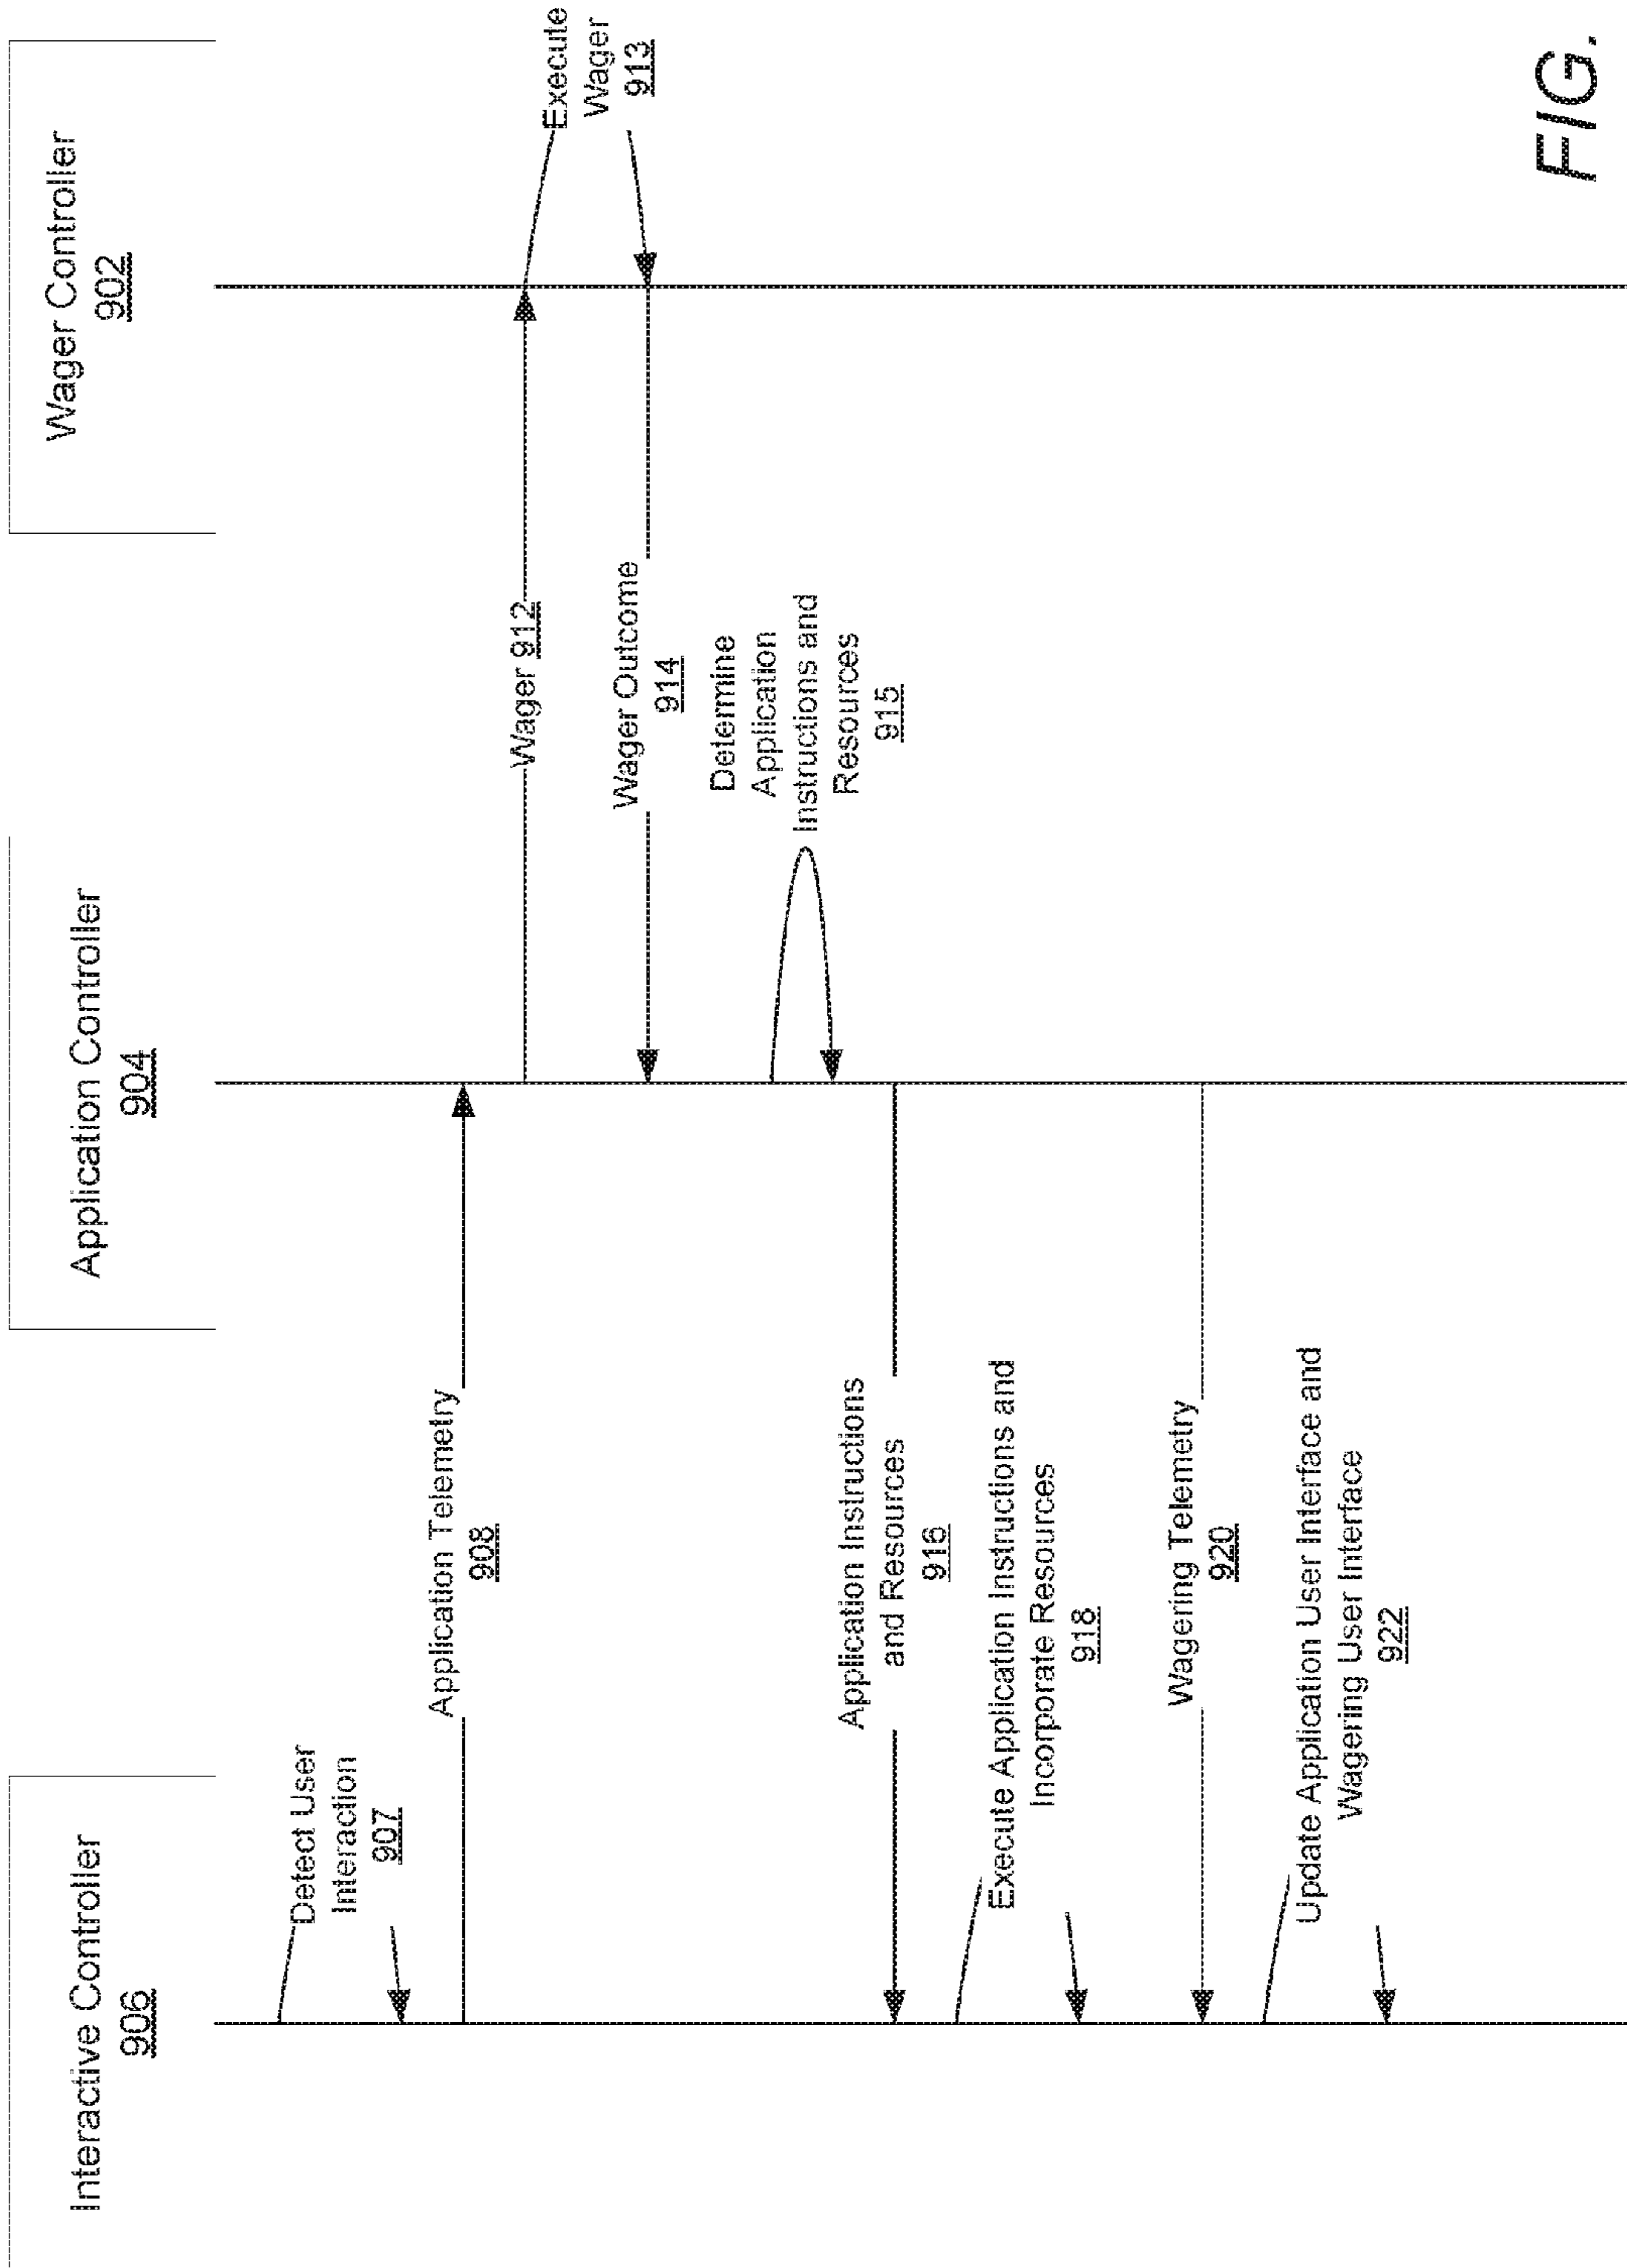 Interactive Controller
906
Application Controller
904
Wager Controller
902
Detect User
Interaction
907
Application Telemetry
908
Wager 912
Execute
Wager
913
Wager Outcome
914
Determine
Application
Instructions and
Resources
915
Application Instructions
and Resources
916
Execute Application Instructions and
Incorporate Resources
918
Wagering Telemetry
920
Update Application User Interface and
Wagering User Interface
922
FIG.